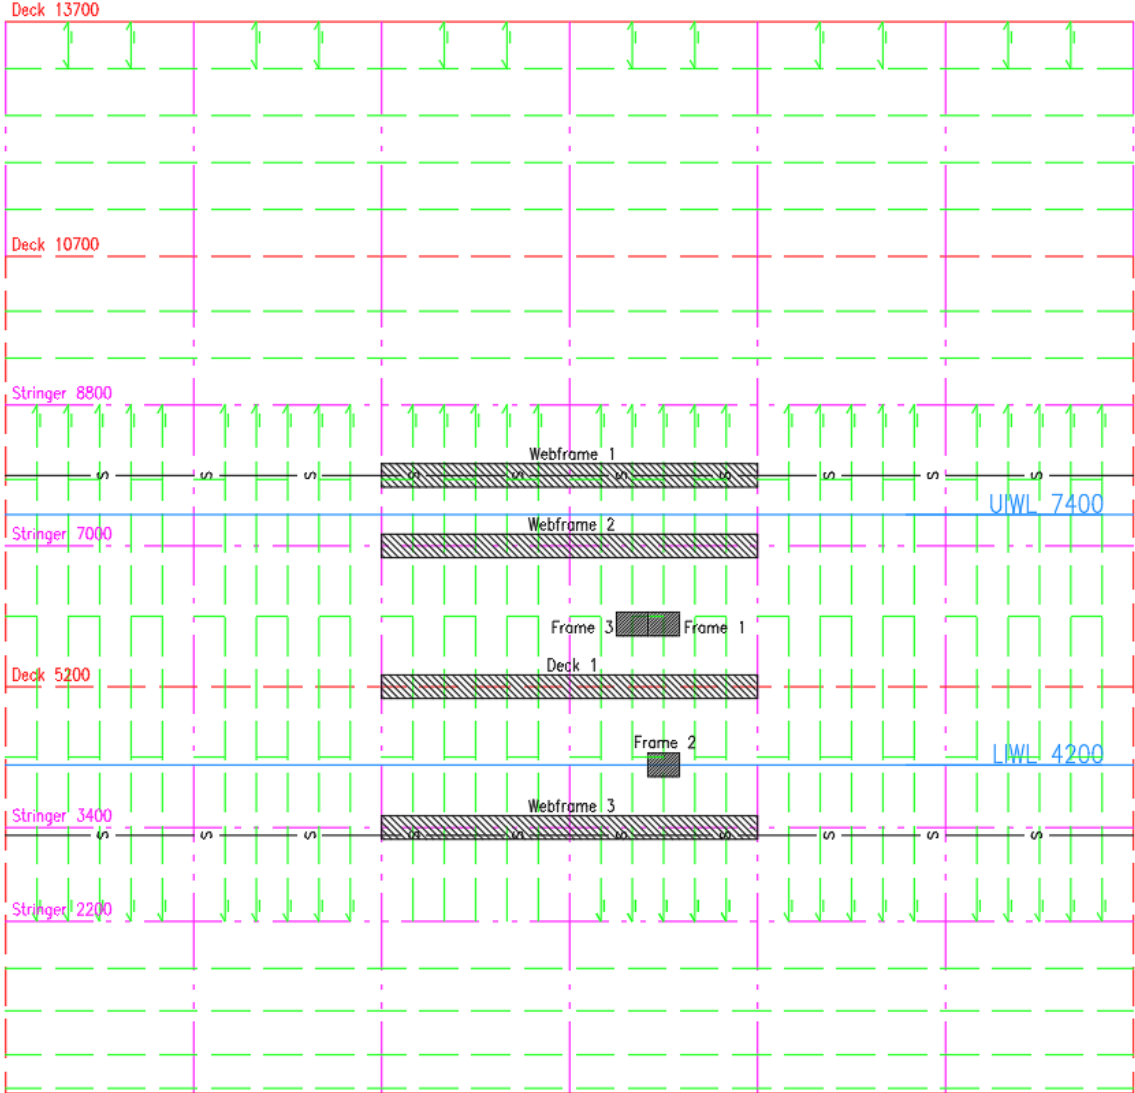 Deck 13700
Deck 10700
Stringer 8800
Webframe 1
S S S S S S S S S S
UIWL 7400
Webframe 2
Stringer 7000
Frame 3 Frame 1
Deck 1
Deck 5200
Frame 2
LIWL 4200
Webframe 3
Stringer 3400
S S S S S S S S S S
Stringer 2200